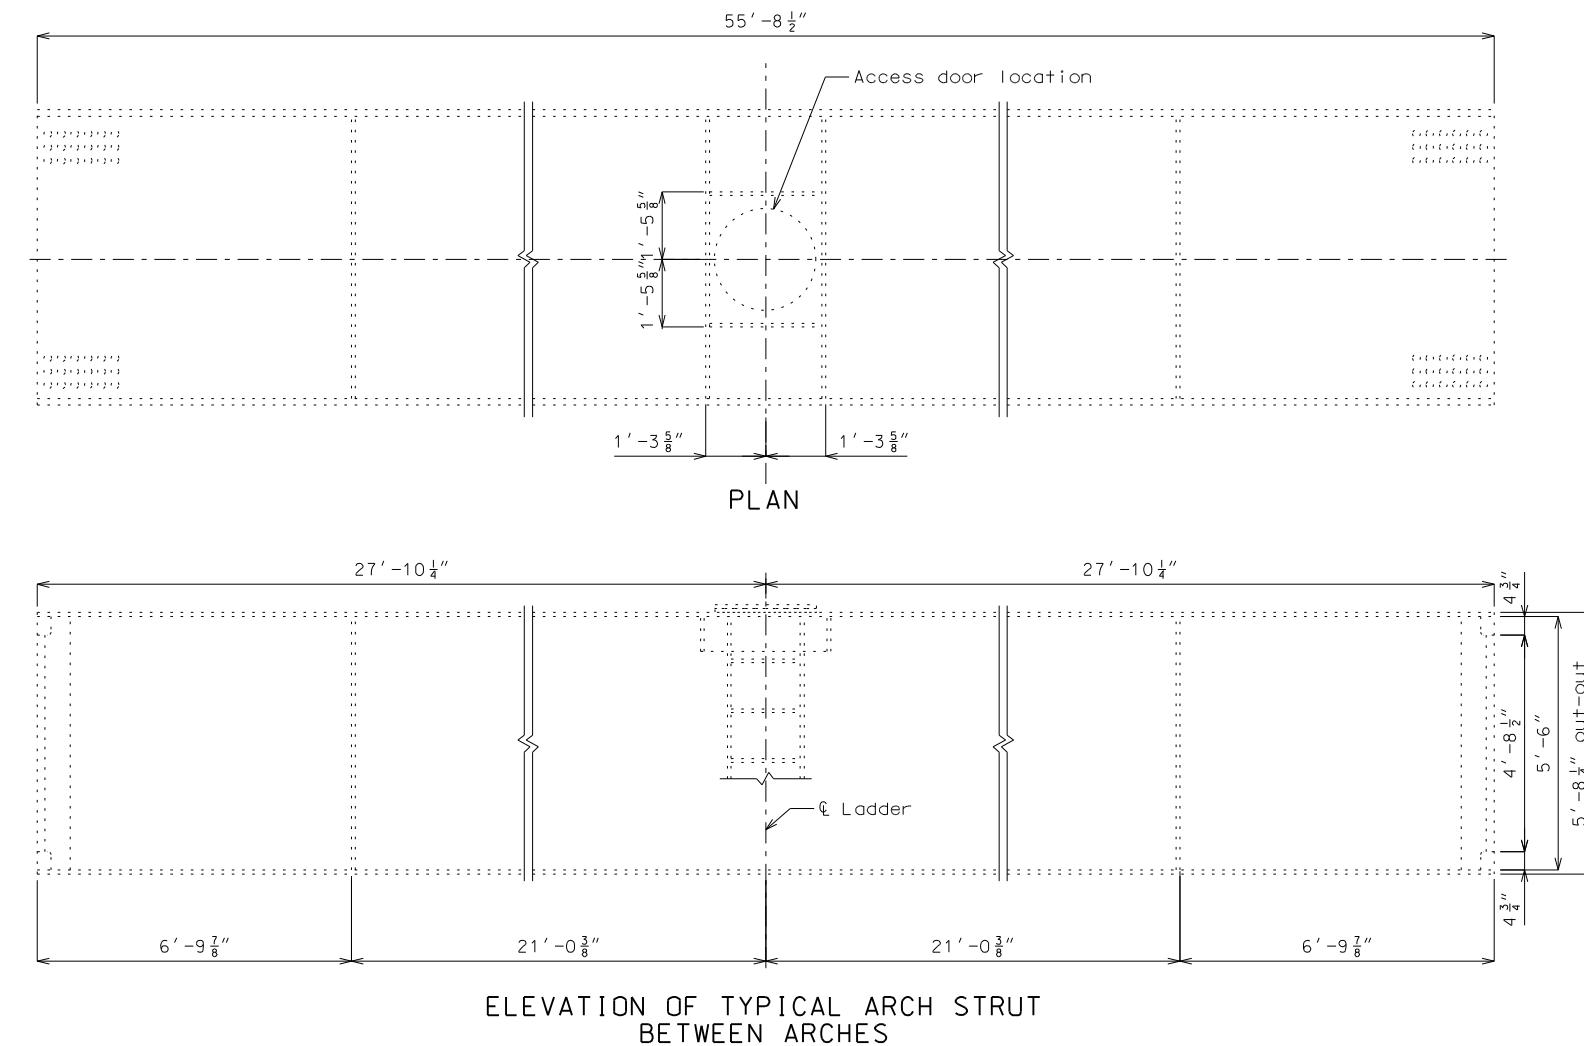 55'-8 1/2"
Access door location
1'-5 5/8"
1'-5 5/8"
1'-3 5/8"
1'-3 5/8"
PLAN
27'-10 1/4"
27'-10 1/4"
4 3/4"
4'-8 1/2"
5'-6"
5'-8 1/4" out-out
℄ Ladder
4 3/4"
6'-9 7/8"
21'-0 3/8"
21'-0 3/8"
6'-9 7/8"
ELEVATION OF TYPICAL ARCH STRUT
BETWEEN ARCHES